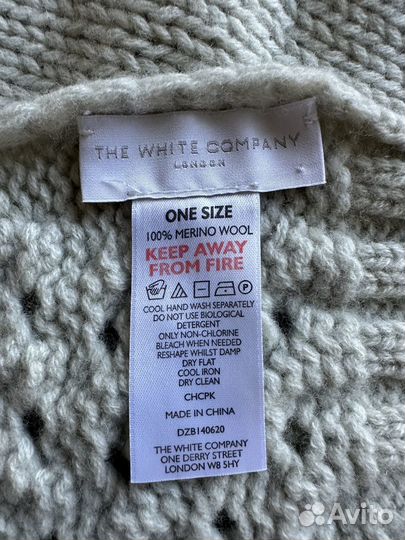 THE WHITE COMPANY
LONDON
ONE SIZE
100% MERINO WOOL
KEEP AWAY
FROM FIRE
P
COOL HAND WASH SEPARATELY
DO NOT USE BIOLOGICAL
DETERGENT
ONLY NON-CHLORINE
BLEACH WHEN NEEDED
RESHAPE WHILST DAMP
DRY FLAT
COOL IRON
DRY CLEAN
CHCPK
MADE IN CHINA
DZB140620
THE WHITE COMPANY
ONE DERRY STREET
LONDON W8 5HY
Avito